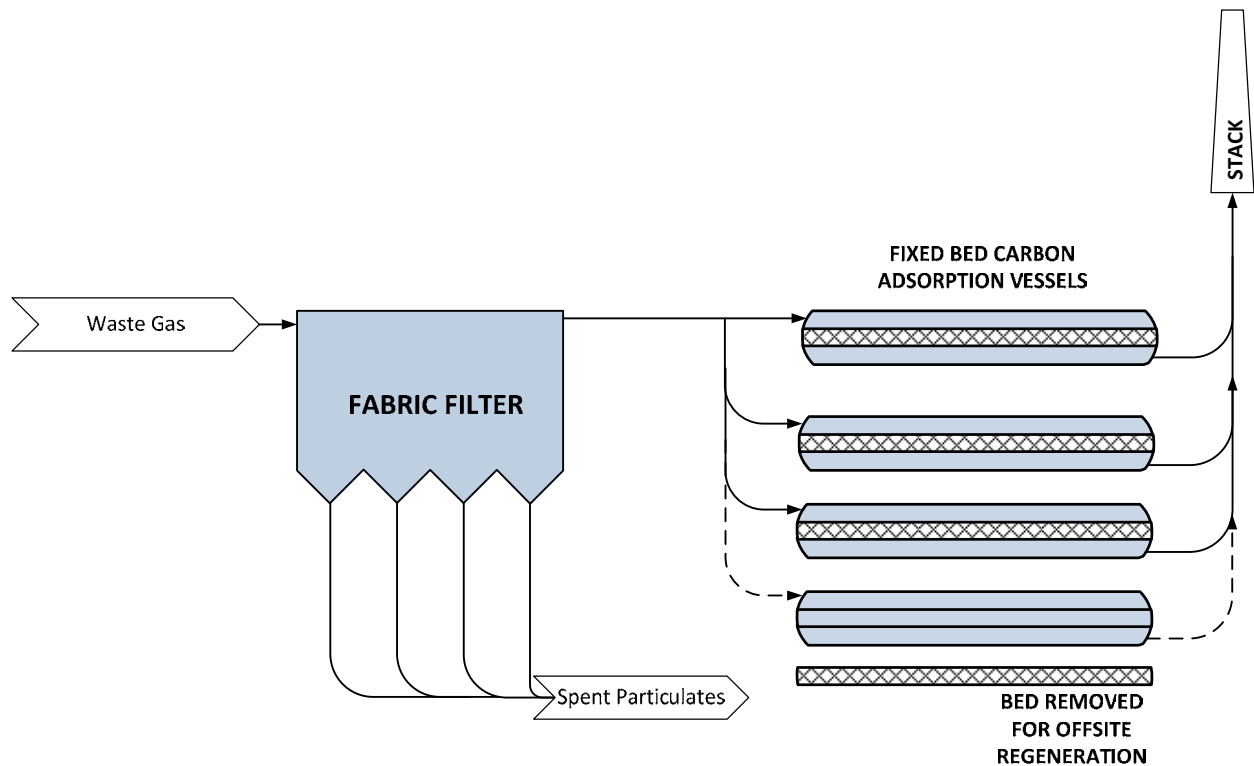 STACK
FIXED BED CARBON
ADSORPTION VESSELS
Waste Gas
FABRIC FILTER
Spent Particulates
BED REMOVED
FOR OFFSITE
REGENERATION